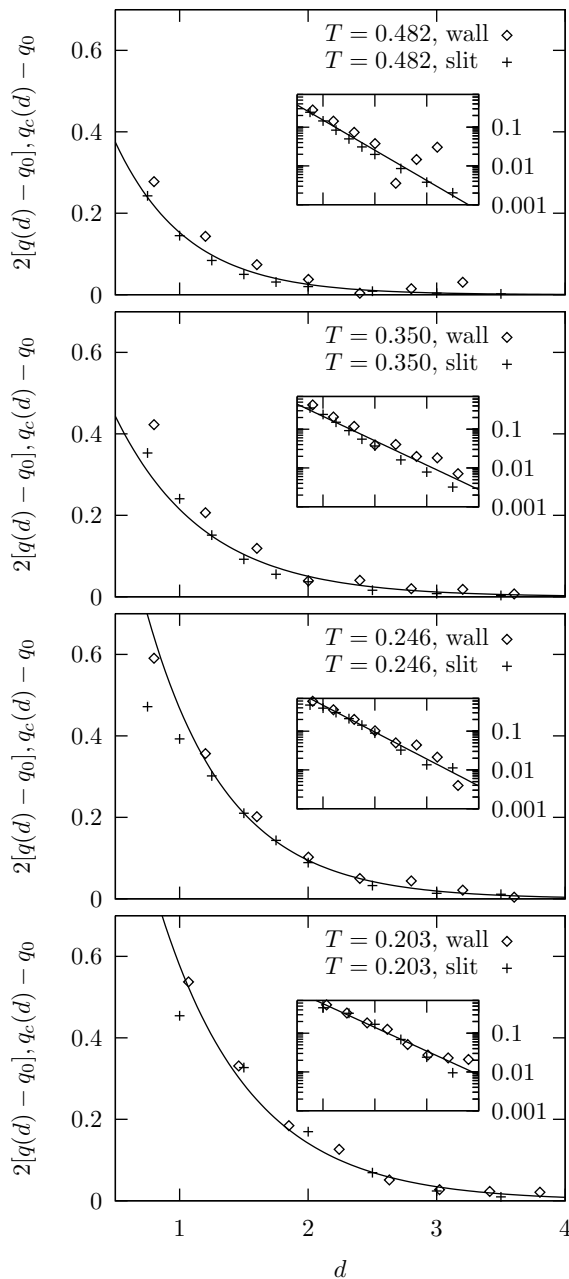 2[q(d) − q₀], q_c(d) − q₀
0.6
0.4
0.2
0
T = 0.482, wall
T = 0.482, slit
0.1
0.01
0.001
2[q(d) − q₀], q_c(d) − q₀
0.6
0.4
0.2
0
T = 0.350, wall
T = 0.350, slit
0.1
0.01
0.001
2[q(d) − q₀], q_c(d) − q₀
0.6
0.4
0.2
0
T = 0.246, wall
T = 0.246, slit
0.1
0.01
0.001
2[q(d) − q₀], q_c(d) − q₀
0.6
0.4
0.2
0
T = 0.203, wall
T = 0.203, slit
0.1
0.01
0.001
1 2 3 4
d